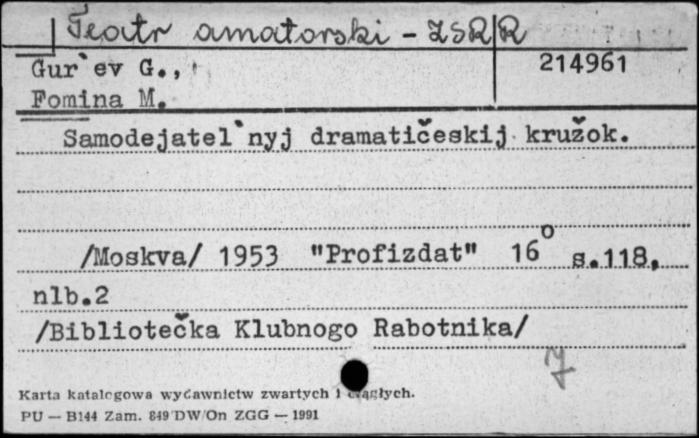 Teatr amatorski - ZSRR
Gur`ev G.,
214961
Fomina M.
Samodejatel`nyj dramatičeskij kružok.
/Moskva/ 1953 "Profizdat" 16° s.118,
nlb.2
/Bibliotečka Klubnogo Rabotnika/
7
Karta katalogowa wydawnictw zwartych i ciągłych.
PU — B144 Zam. 849 DW/On ZGG — 1991